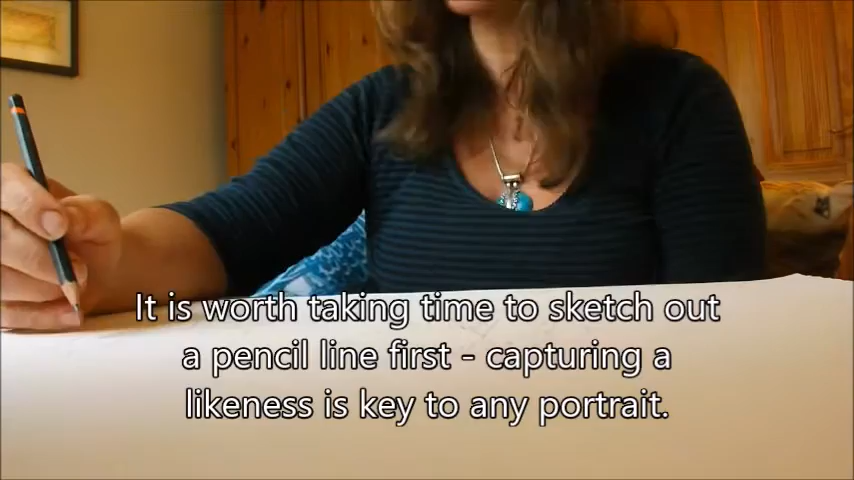 It is worth taking time to sketch out
a pencil line first - capturing a
likeness is key to any portrait.